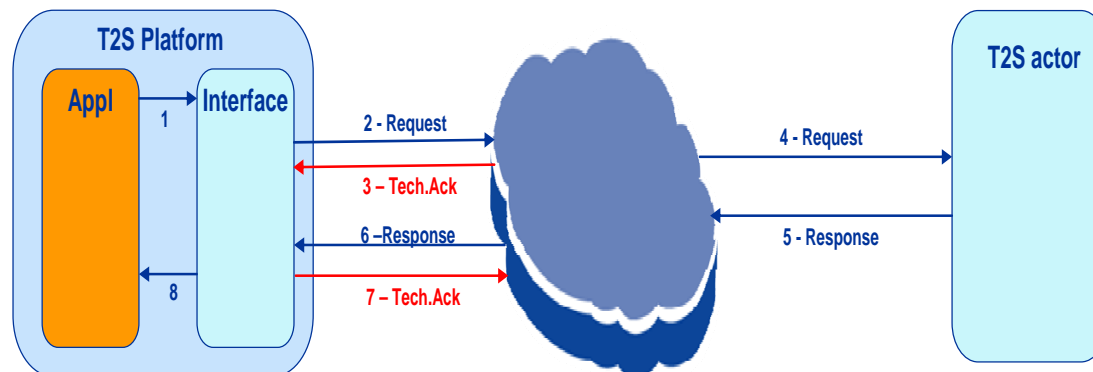 T2S Platform
T2S actor
Appl
Interface
1
2 - Request
4 - Request
3 – Tech.Ack
6 –Response
5 - Response
8
7 – Tech.Ack